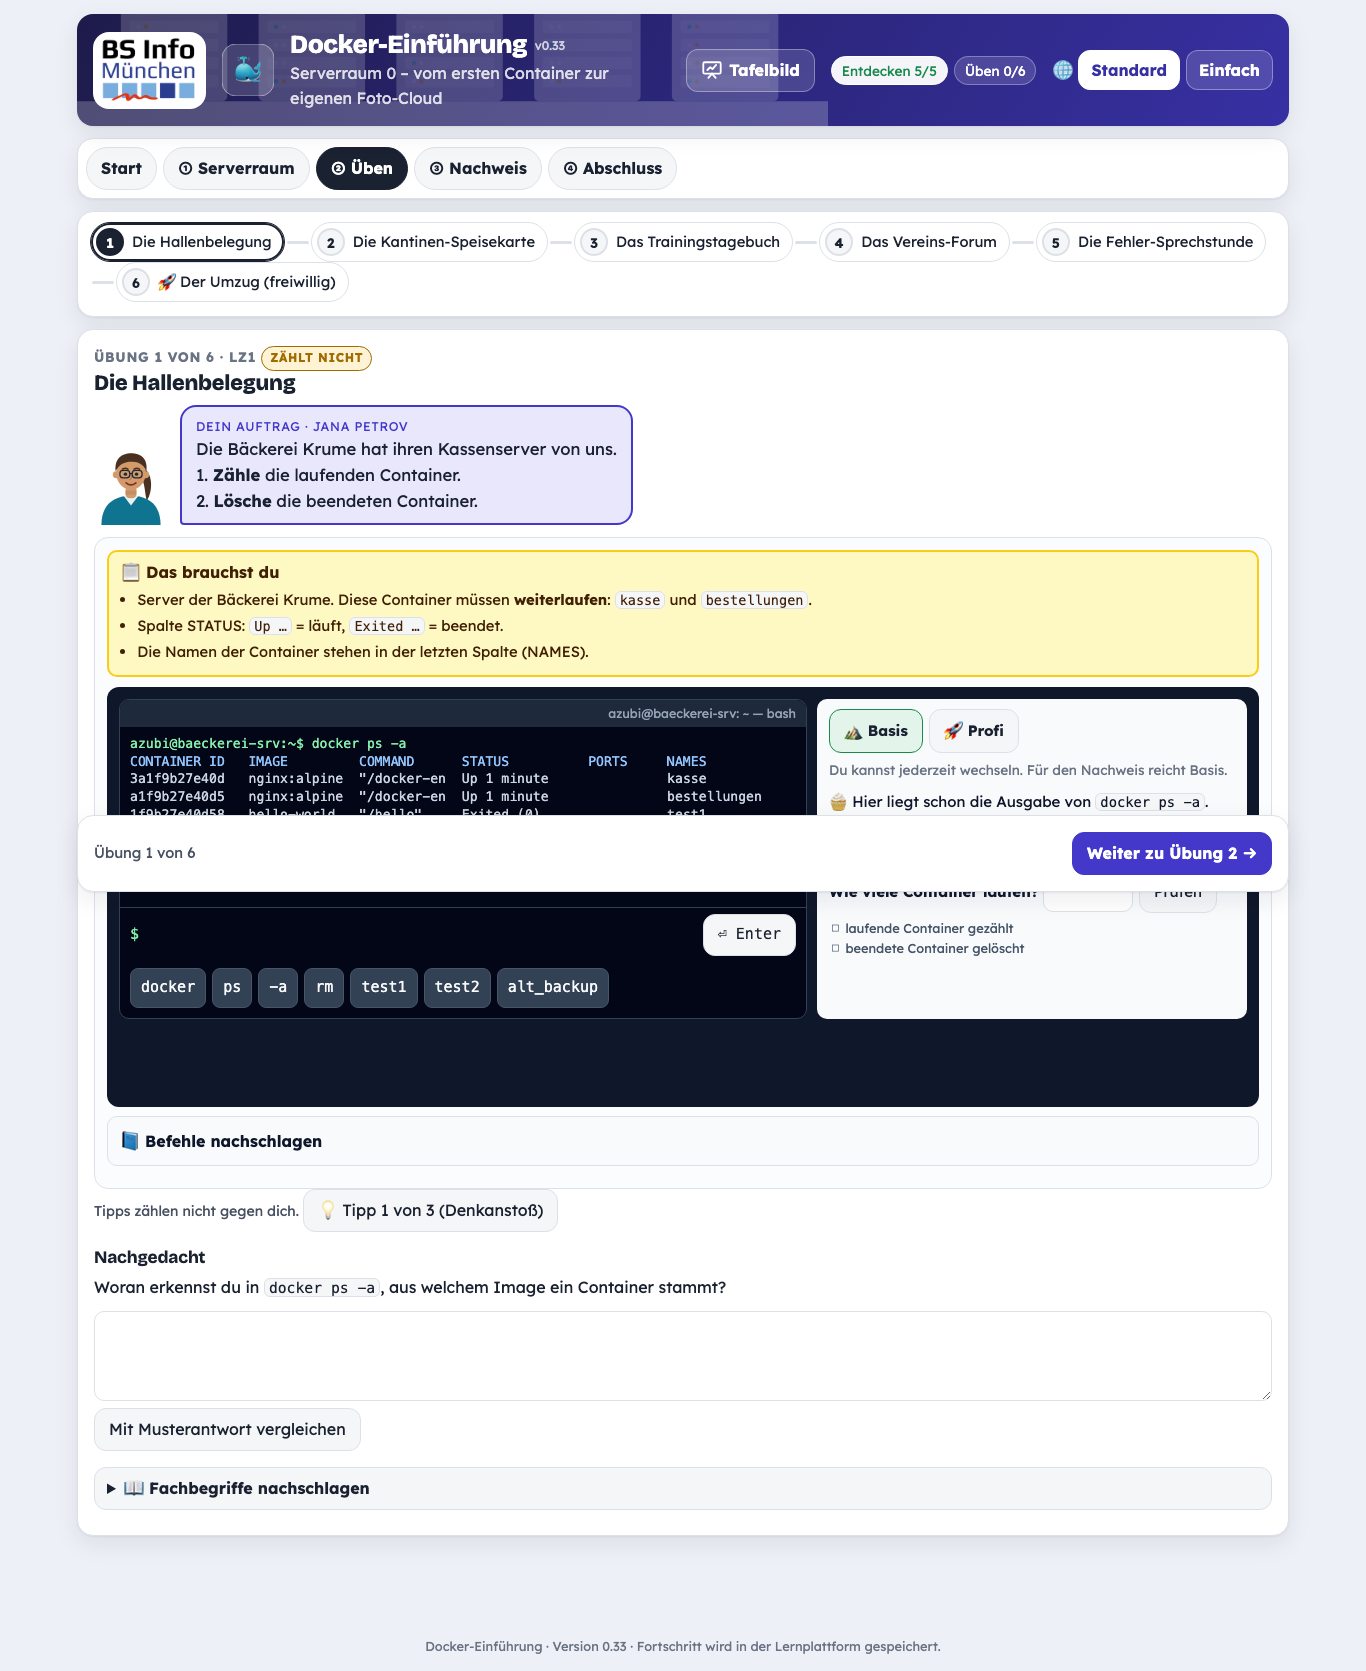 BS Info
München
Docker-Einführung v0.33
Serverraum 0 – vom ersten Container zur
eigenen Foto-Cloud
Tafelbild
Entdecken 5/5
Üben 0/6
Standard
Einfach
Start
① Serverraum
② Üben
③ Nachweis
④ Abschluss
1 Die Hallenbelegung
2 Die Kantinen-Speisekarte
3 Das Trainingstagebuch
4 Das Vereins-Forum
5 Die Fehler-Sprechstunde
6 🚀 Der Umzug (freiwillig)
ÜBUNG 1 VON 6 · LZ1 ZÄHLT NICHT
Die Hallenbelegung
DEIN AUFTRAG · JANA PETROV
Die Bäckerei Krume hat ihren Kassenserver von uns.
1. Zähle die laufenden Container.
2. Lösche die beendeten Container.
📋 Das brauchst du
• Server der Bäckerei Krume. Diese Container müssen weiterlaufen: kasse und bestellungen.
• Spalte STATUS: Up … = läuft, Exited … = beendet.
• Die Namen der Container stehen in der letzten Spalte (NAMES).
azubi@baeckerei-srv: ~ — bash
azubi@baeckerei-srv:~$ docker ps -a
CONTAINER ID IMAGE COMMAND STATUS PORTS NAMES
3a1f9b27e40d nginx:alpine "/docker-en Up 1 minute kasse
a1f9b27e40d5 nginx:alpine "/docker-en Up 1 minute bestellungen
1f9b27e40d58 hello-world "/hello" Exited (0) test1
⛰️ Basis
🚀 Profi
Du kannst jederzeit wechseln. Für den Nachweis reicht Basis.
🧁 Hier liegt schon die Ausgabe von docker ps -a.
Übung 1 von 6
Weiter zu Übung 2 →
Wie viele Container laufen? Prüfen
☐ laufende Container gezählt
☐ beendete Container gelöscht
$
⏎ Enter
docker ps -a rm test1 test2 alt_backup
📘 Befehle nachschlagen
Tipps zählen nicht gegen dich. 💡 Tipp 1 von 3 (Denkanstoß)
Nachgedacht
Woran erkennst du in docker ps -a, aus welchem Image ein Container stammt?
Mit Musterantwort vergleichen
▶ 📖 Fachbegriffe nachschlagen
Docker-Einführung · Version 0.33 · Fortschritt wird in der Lernplattform gespeichert.